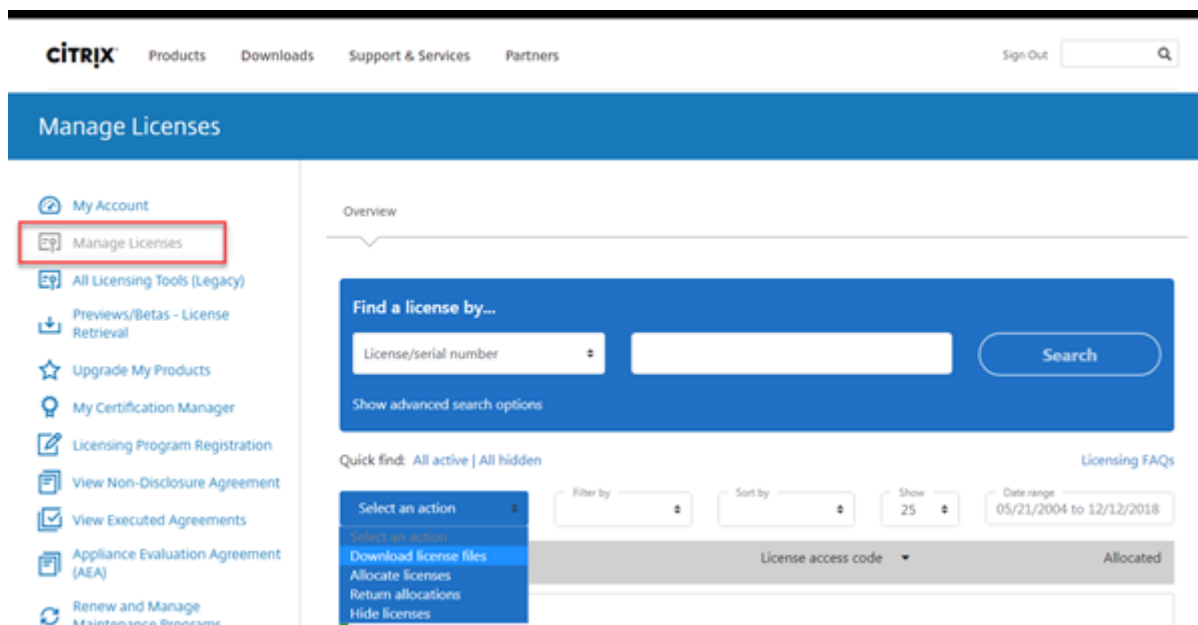 CİTRIX Products Downloads Support & Services Partners Sign Out
Manage Licenses
My Account
Manage Licenses
All Licensing Tools (Legacy)
Previews/Betas - License
Retrieval
Upgrade My Products
My Certification Manager
Licensing Program Registration
View Non-Disclosure Agreement
View Executed Agreements
Appliance Evaluation Agreement
(AEA)
Renew and Manage
Maintenance Programs
Overview
Find a license by...
License/serial number Search
Show advanced search options
Quick find: All active | All hidden Licensing FAQs
Select an action Filter by Sort by Show 25 Date range 05/21/2004 to 12/12/2018
Select an action
Download license files
Allocate licenses
Return allocations
Hide licenses
License access code Allocated